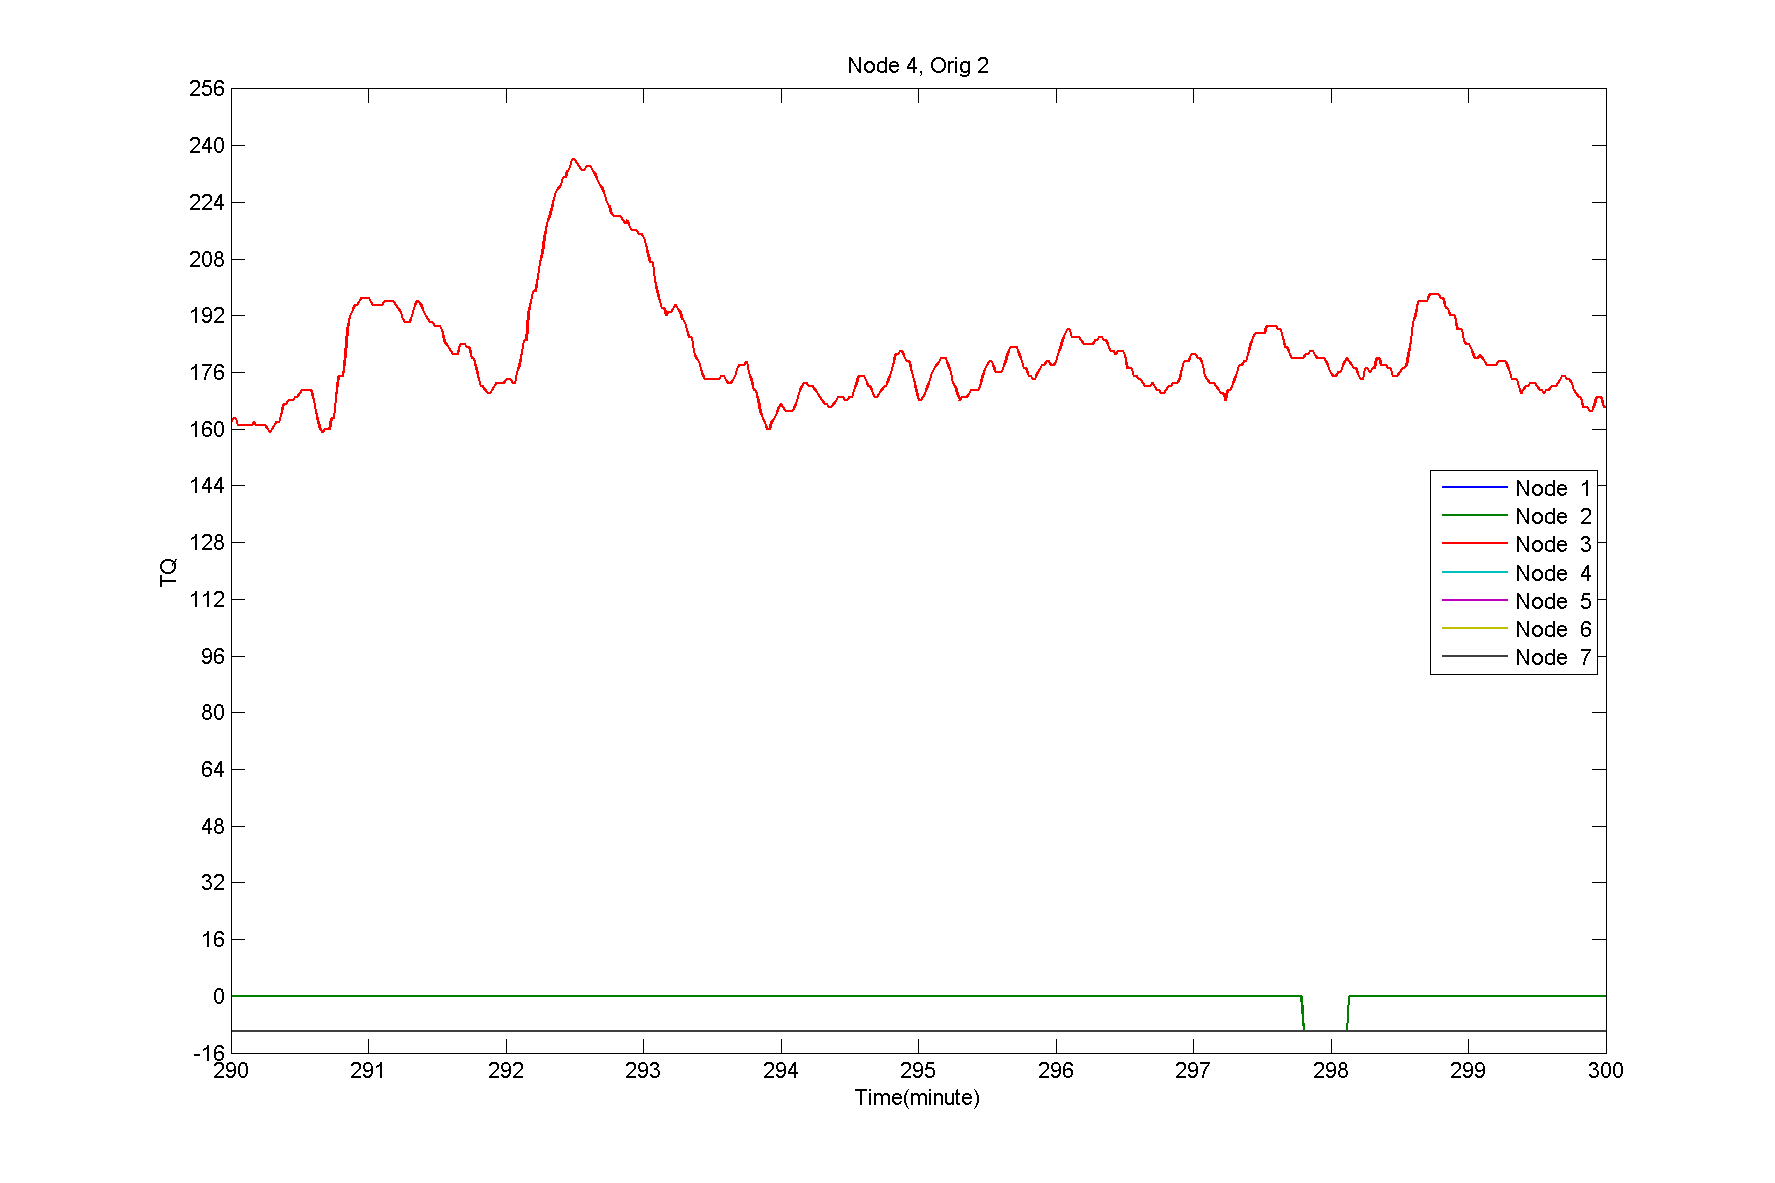 Node 4, Orig 2
256
240
224
208
192
176
160
144
128
112
96
80
64
48
32
16
0
-16
TQ
Node 1
Node 2
Node 3
Node 4
Node 5
Node 6
Node 7
290 291 292 293 294 295 296 297 298 299 300
Time(minute)